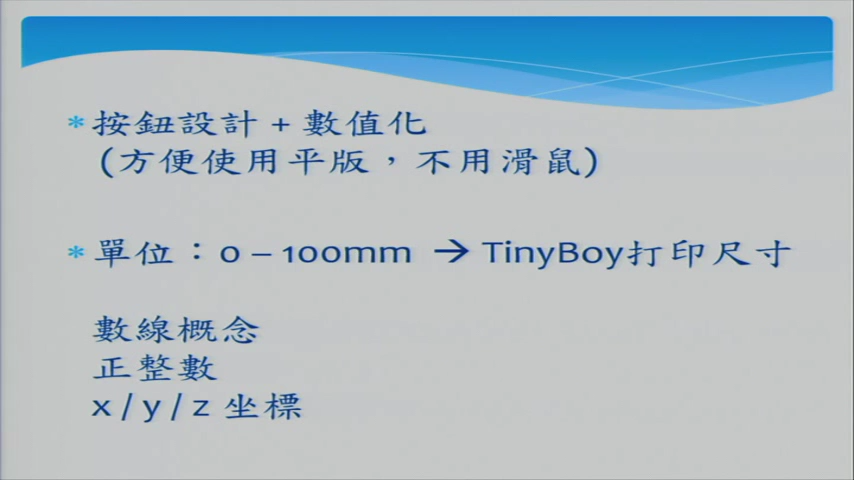 *按鈕設計 + 數值化
(方便使用平版，不用滑鼠)
*單位：0 – 100mm → TinyBoy打印尺寸
數線概念
正整數
x / y / z 坐標